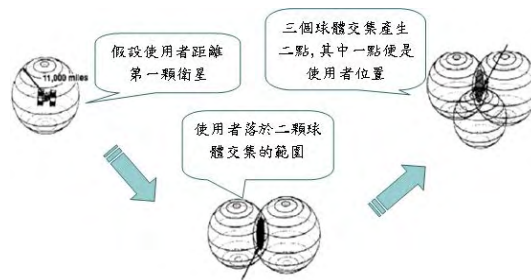 11,000 miles
假設使用者距離
第一顆衛星
使用者落於二顆球
體交集的範圍
三個球體交集產生
二點,其中一點便是
使用者位置